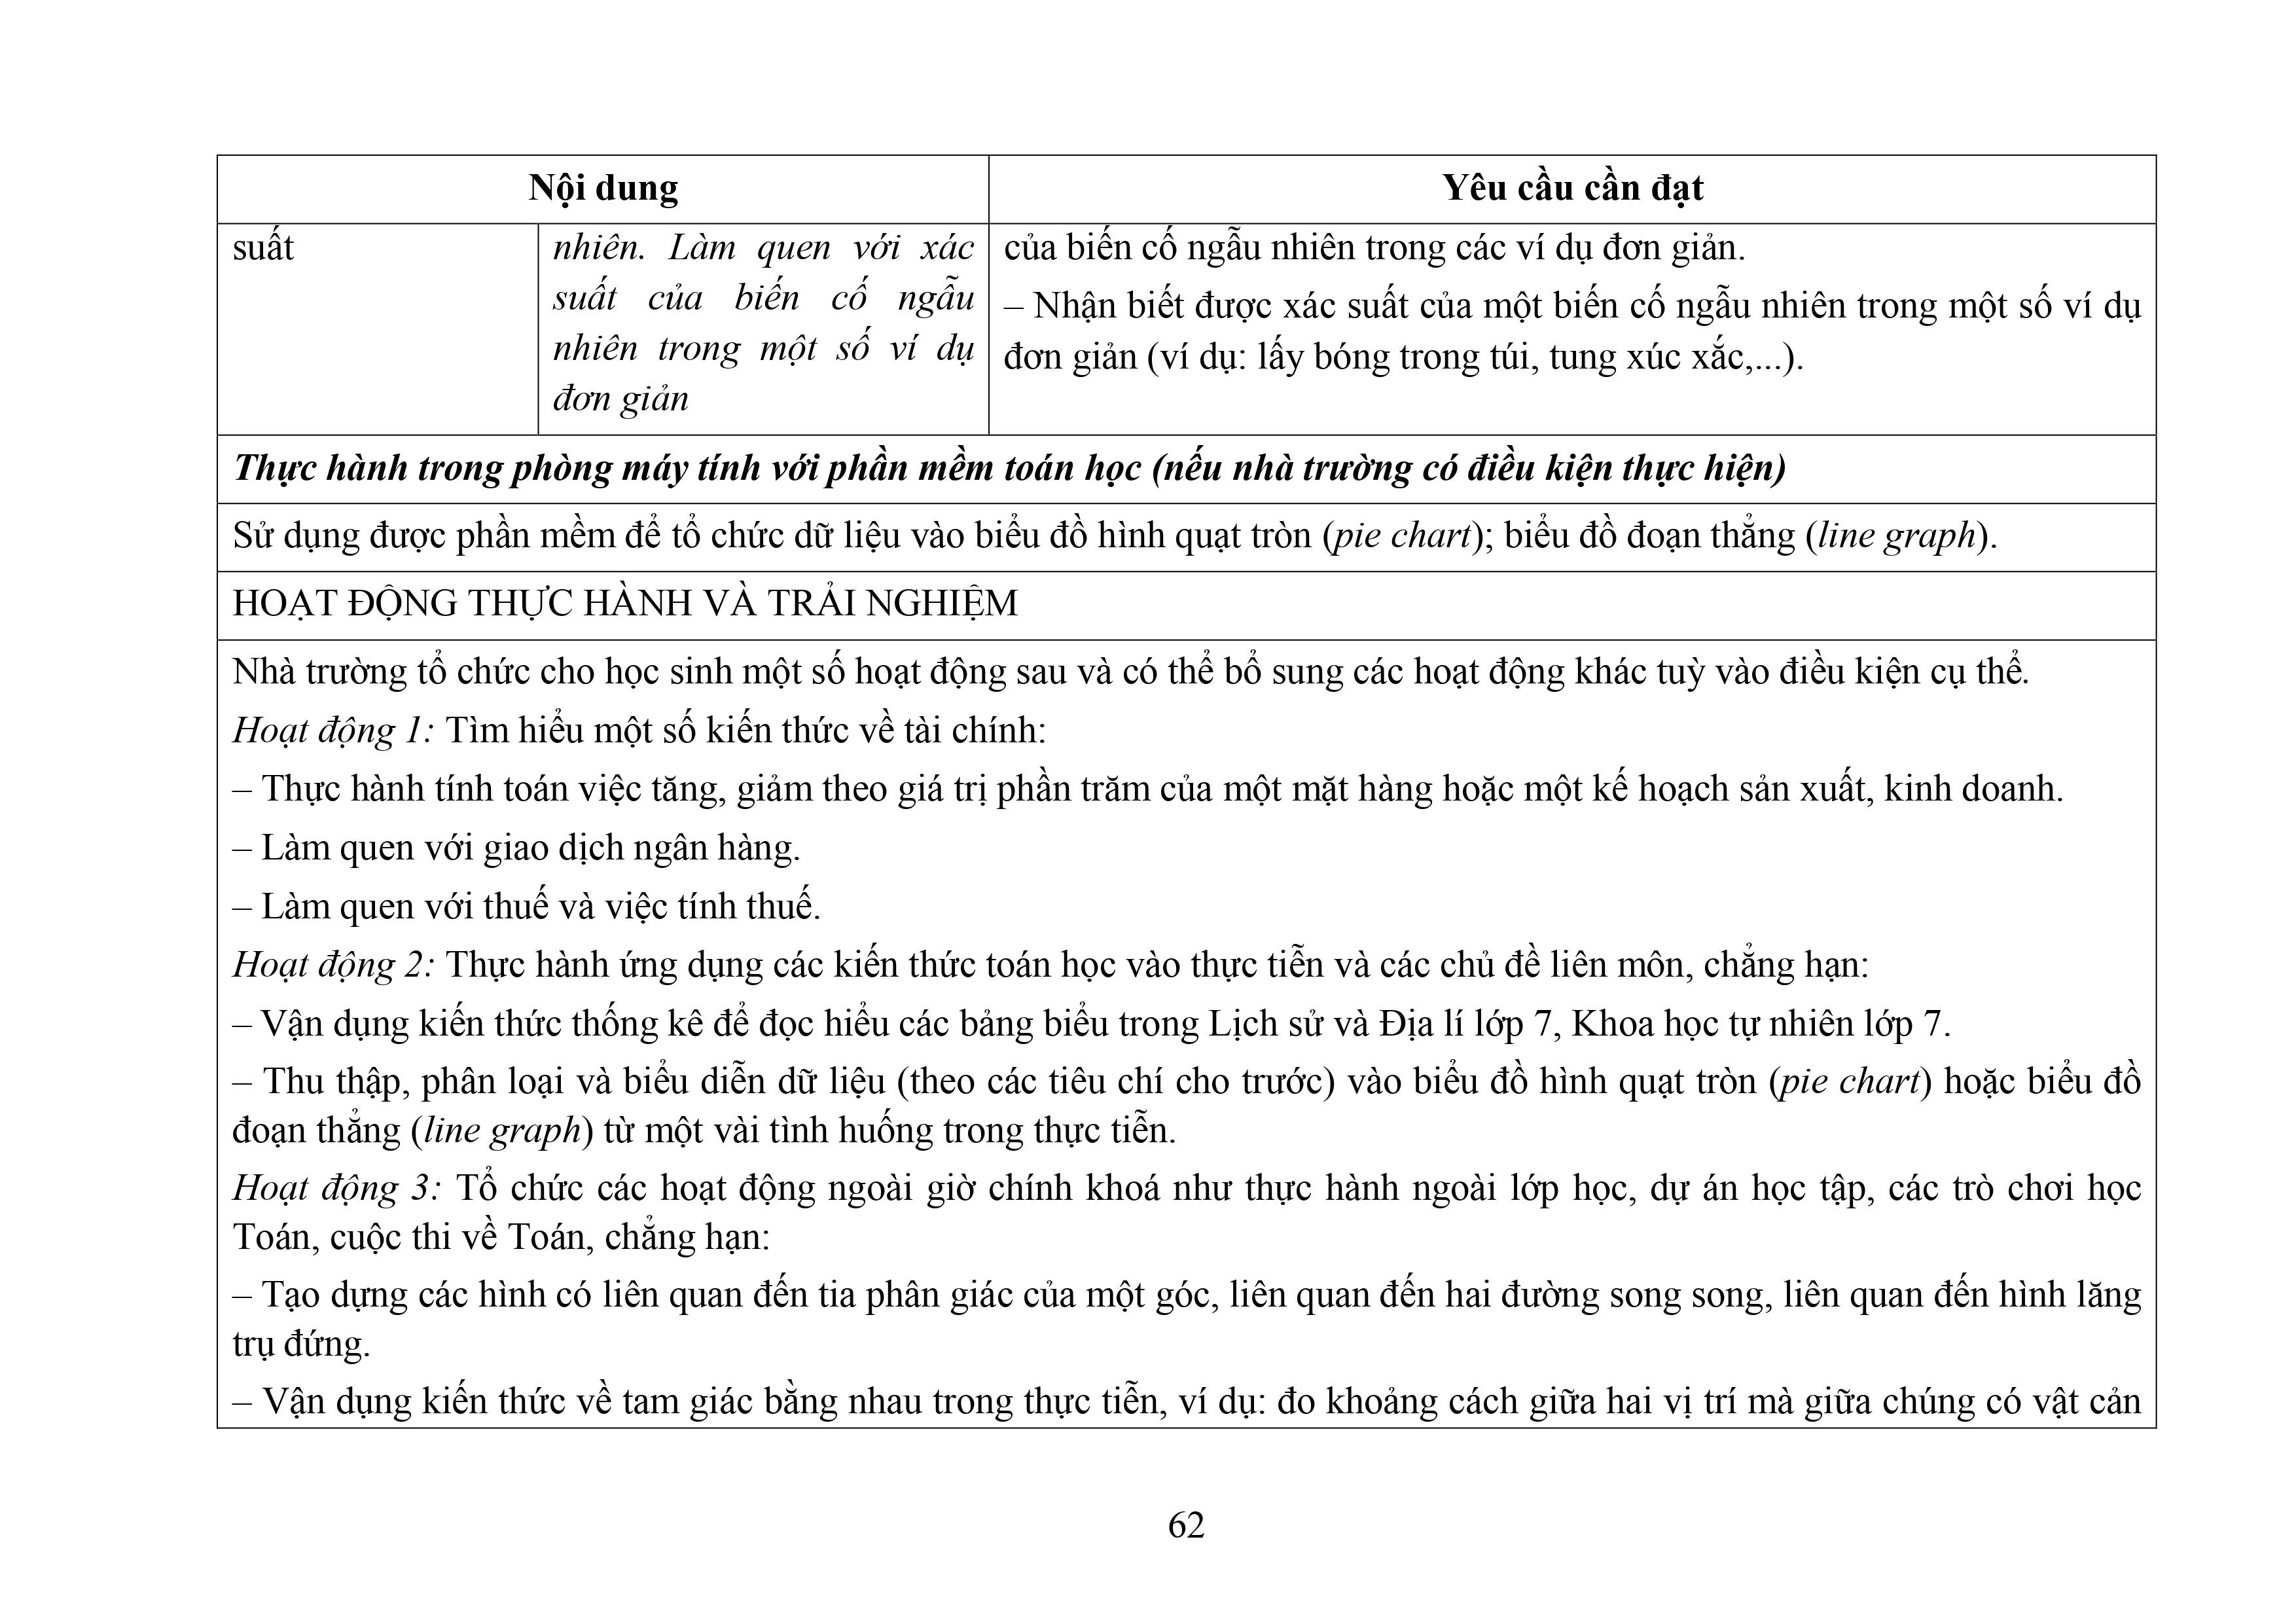 Nội dung
Yêu cầu cần đạt
suất
nhiên. Làm quen với xác
suất của biến cố ngẫu
nhiên trong một số ví dụ
đơn giản
của biến cố ngẫu nhiên trong các ví dụ đơn giản.
– Nhận biết được xác suất của một biến cố ngẫu nhiên trong một số ví dụ
đơn giản (ví dụ: lấy bóng trong túi, tung xúc xắc,...).
Thực hành trong phòng máy tính với phần mềm toán học (nếu nhà trường có điều kiện thực hiện)
Sử dụng được phần mềm để tổ chức dữ liệu vào biểu đồ hình quạt tròn (pie chart); biểu đồ đoạn thẳng (line graph).
HOẠT ĐỘNG THỰC HÀNH VÀ TRẢI NGHIỆM
Nhà trường tổ chức cho học sinh một số hoạt động sau và có thể bổ sung các hoạt động khác tuỳ vào điều kiện cụ thể.
Hoạt động 1: Tìm hiểu một số kiến thức về tài chính:
– Thực hành tính toán việc tăng, giảm theo giá trị phần trăm của một mặt hàng hoặc một kế hoạch sản xuất, kinh doanh.
– Làm quen với giao dịch ngân hàng.
– Làm quen với thuế và việc tính thuế.
Hoạt động 2: Thực hành ứng dụng các kiến thức toán học vào thực tiễn và các chủ đề liên môn, chẳng hạn:
– Vận dụng kiến thức thống kê để đọc hiểu các bảng biểu trong Lịch sử và Địa lí lớp 7, Khoa học tự nhiên lớp 7.
– Thu thập, phân loại và biểu diễn dữ liệu (theo các tiêu chí cho trước) vào biểu đồ hình quạt tròn (pie chart) hoặc biểu đồ
đoạn thẳng (line graph) từ một vài tình huống trong thực tiễn.
Hoạt động 3: Tổ chức các hoạt động ngoài giờ chính khoá như thực hành ngoài lớp học, dự án học tập, các trò chơi học
Toán, cuộc thi về Toán, chẳng hạn:
– Tạo dựng các hình có liên quan đến tia phân giác của một góc, liên quan đến hai đường song song, liên quan đến hình lăng
trụ đứng.
– Vận dụng kiến thức về tam giác bằng nhau trong thực tiễn, ví dụ: đo khoảng cách giữa hai vị trí mà giữa chúng có vật cản
62